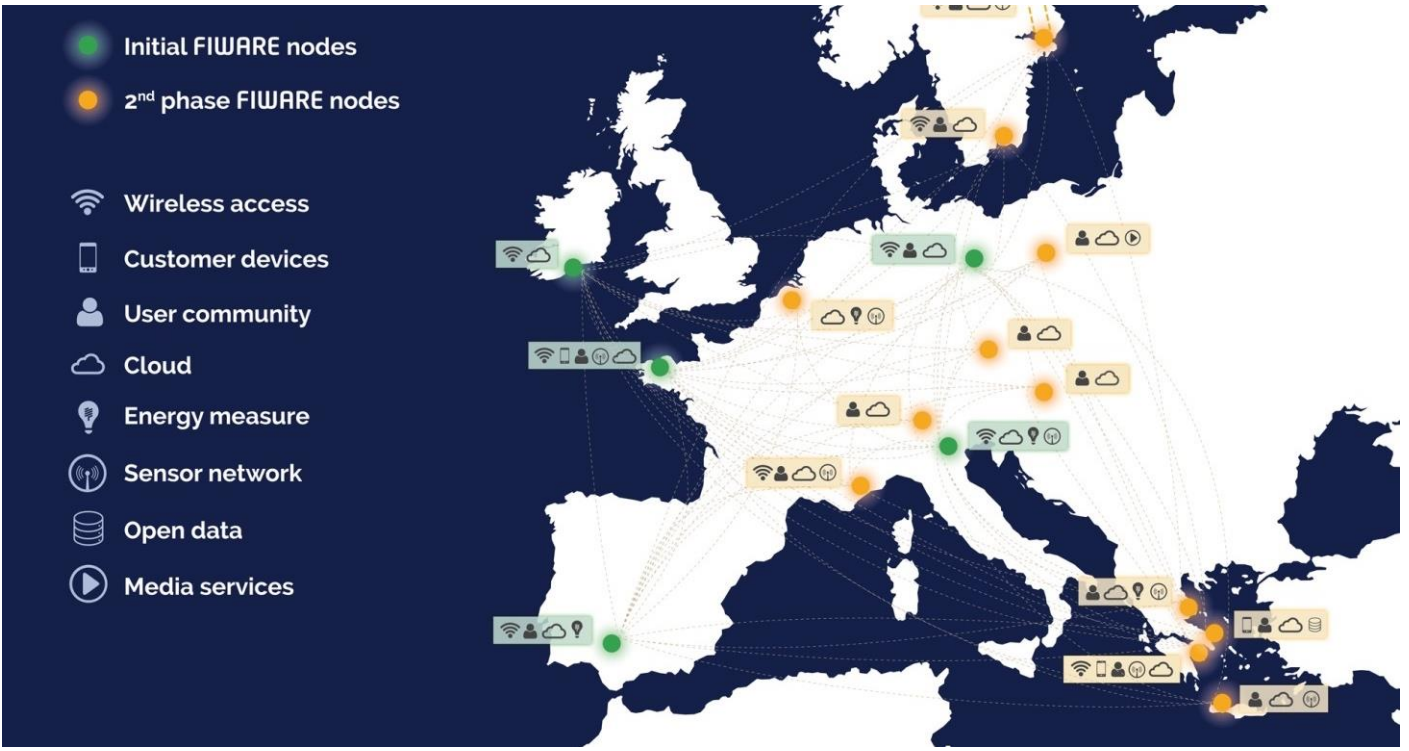 Initial FIWARE nodes
2nd phase FIWARE nodes
Wireless access
Customer devices
User community
Cloud
Energy measure
Sensor network
Open data
Media services